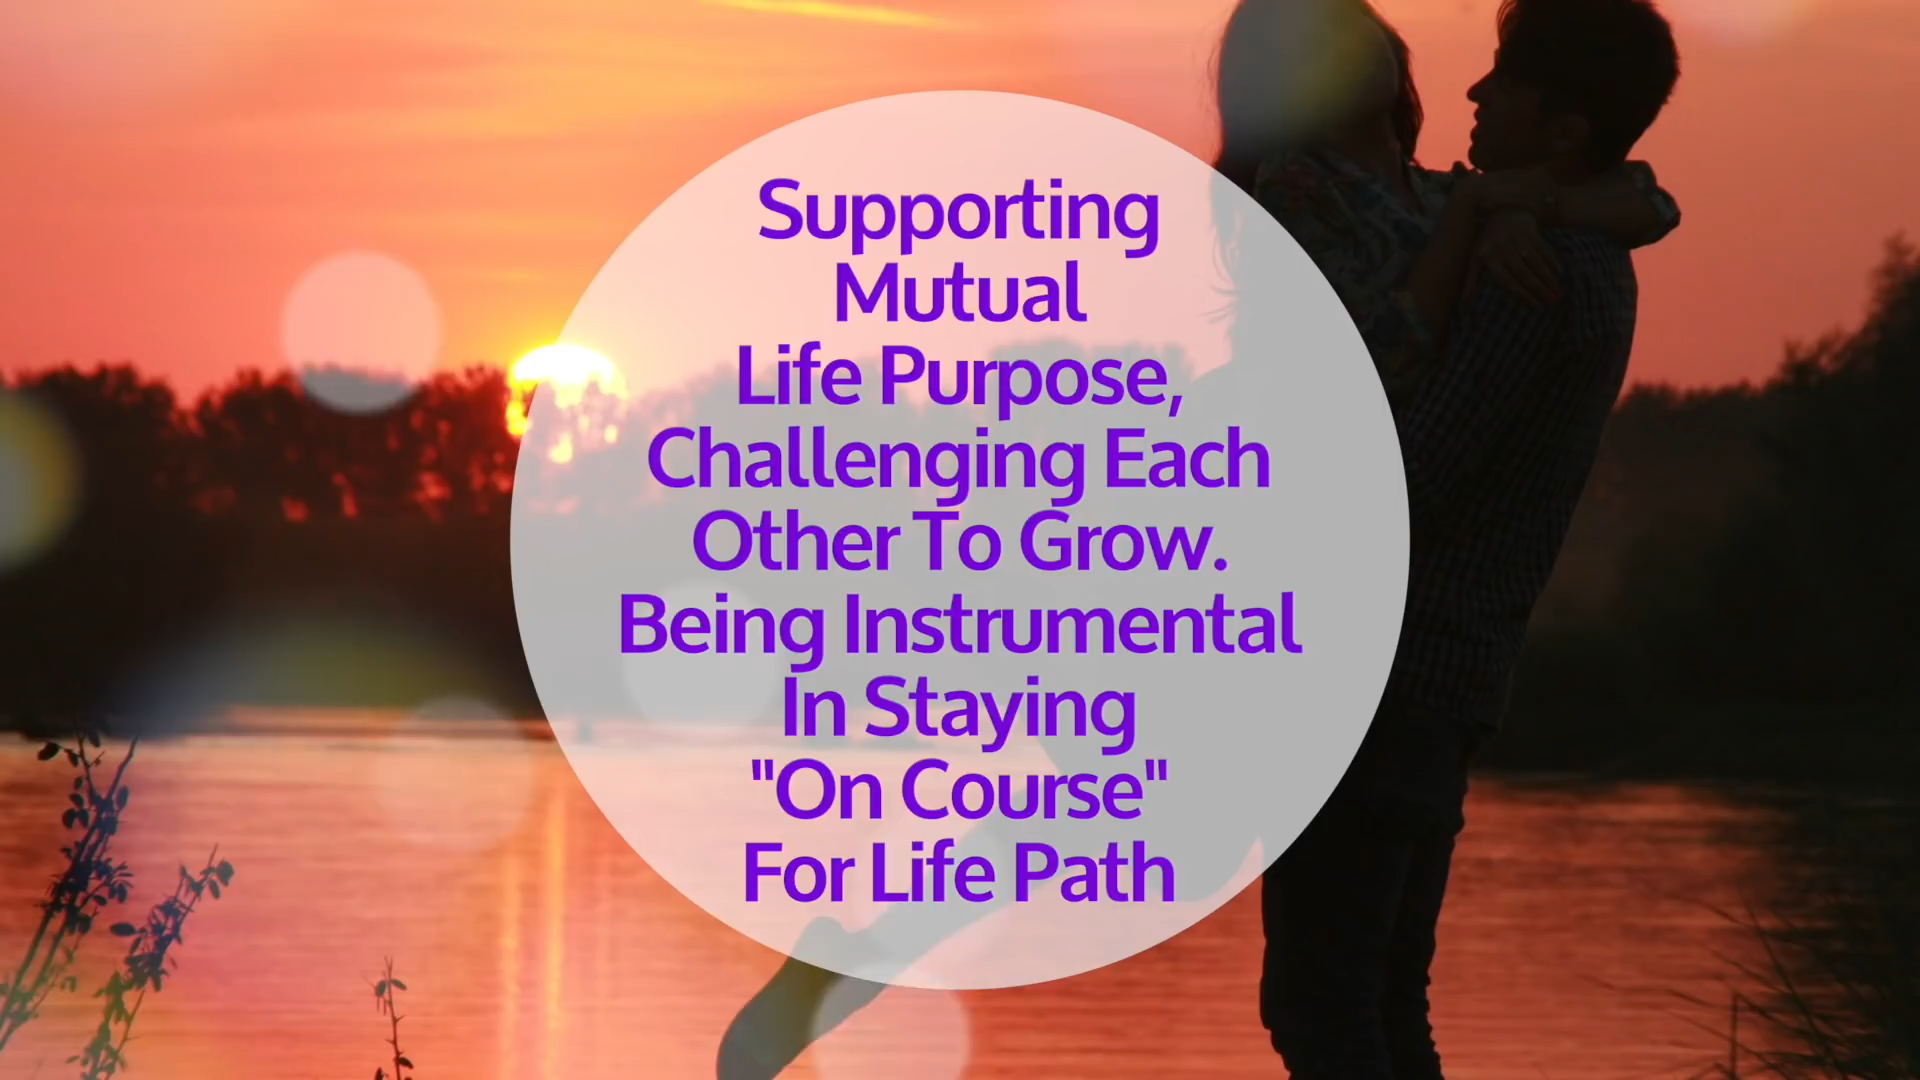 Supporting
Mutual
Life Purpose,
Challenging Each
Other To Grow.
Being Instrumental
In Staying
"On Course"
For Life Path